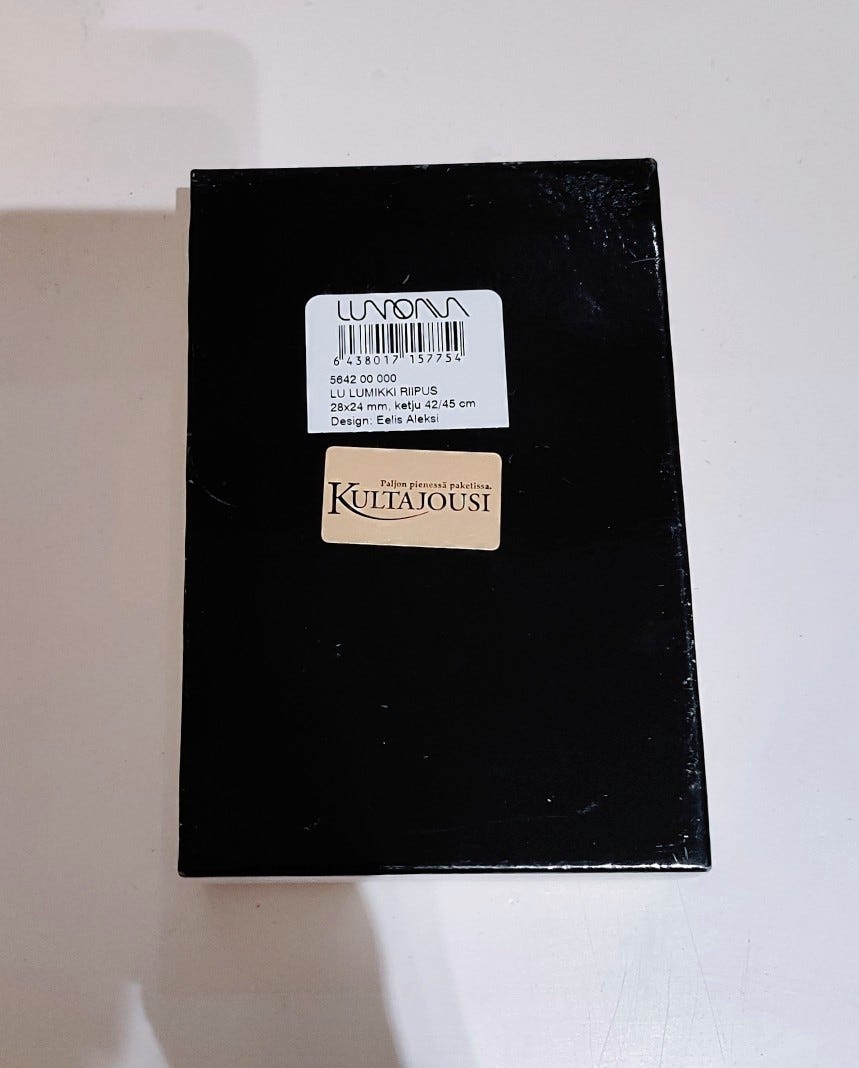 LUMOAVA
6 438017 157754
5642 00 000
LU LUMIKKI RIIPUS
28x24 mm, ketju 42/45 cm
Design: Eelis Aleksi
Paljon pienessä paketissa.
KULTAJOUSI